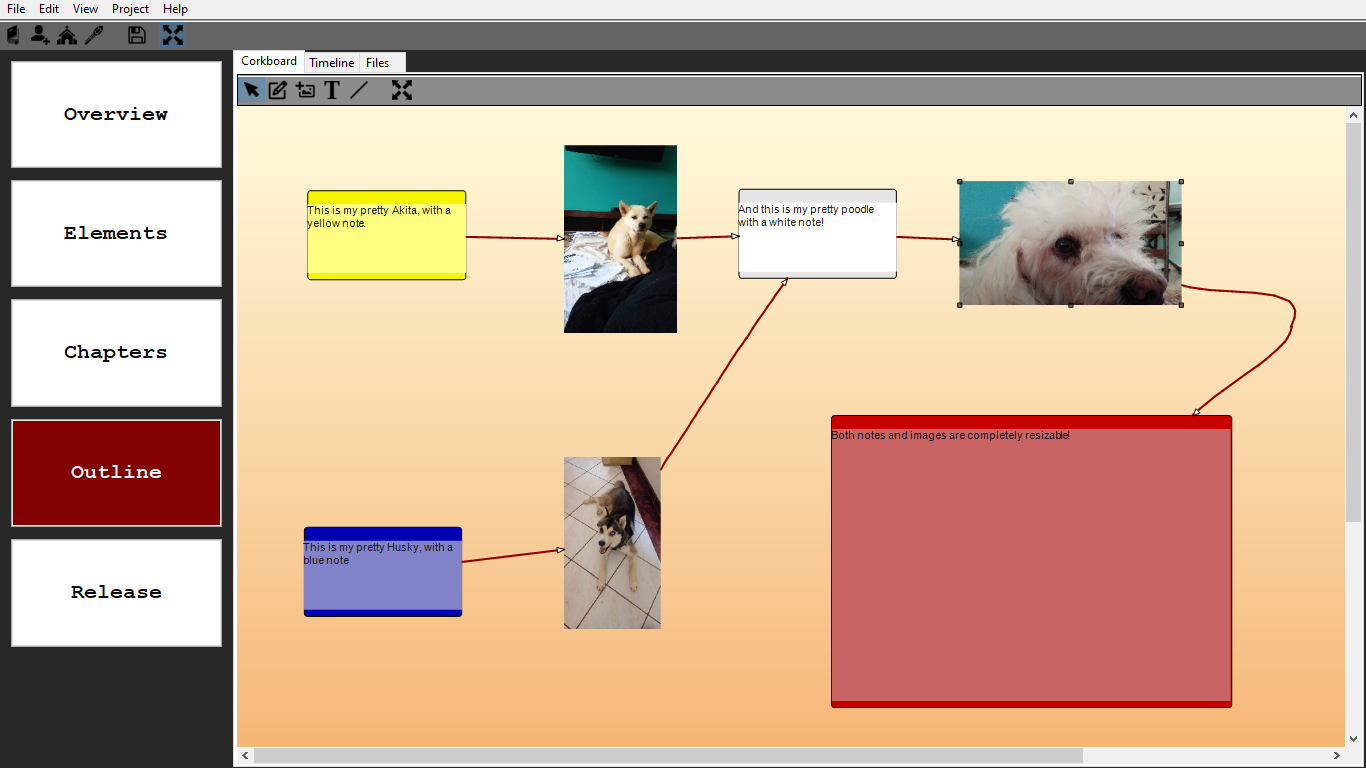 File Edit View Project Help
Corkboard Timeline Files
T
Overview
Elements
Chapters
Outline
Release
This is my pretty Akita, with a
yellow note.
And this is my pretty poodle
with a white note!
Both notes and images are completely resizable!
This is my pretty Husky, with a
blue note